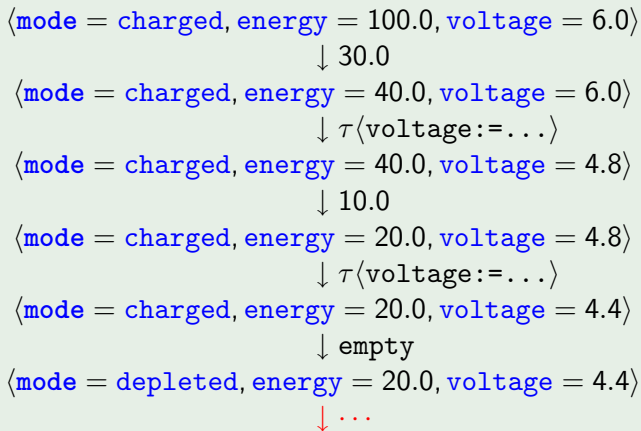 ⟨mode = charged, energy = 100.0, voltage = 6.0⟩
↓ 30.0
⟨mode = charged, energy = 40.0, voltage = 6.0⟩
↓ τ⟨voltage:=...⟩
⟨mode = charged, energy = 40.0, voltage = 4.8⟩
↓ 10.0
⟨mode = charged, energy = 20.0, voltage = 4.8⟩
↓ τ⟨voltage:=...⟩
⟨mode = charged, energy = 20.0, voltage = 4.4⟩
↓ empty
⟨mode = depleted, energy = 20.0, voltage = 4.4⟩
↓ ···